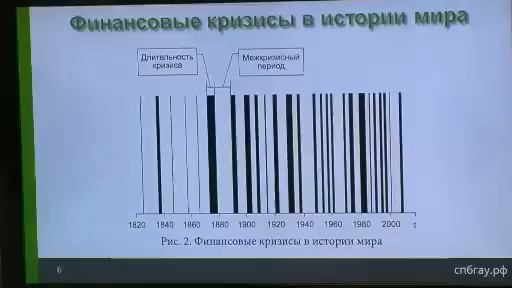 Финансовые кризисы в истории мира
Длительность
кризиса
Межкризисный
период
1820 1840 1860 1880 1900 1920 1940 1960 1980 2000 t
Рис. 2. Финансовые кризисы в истории мира
6
спбгау.рф